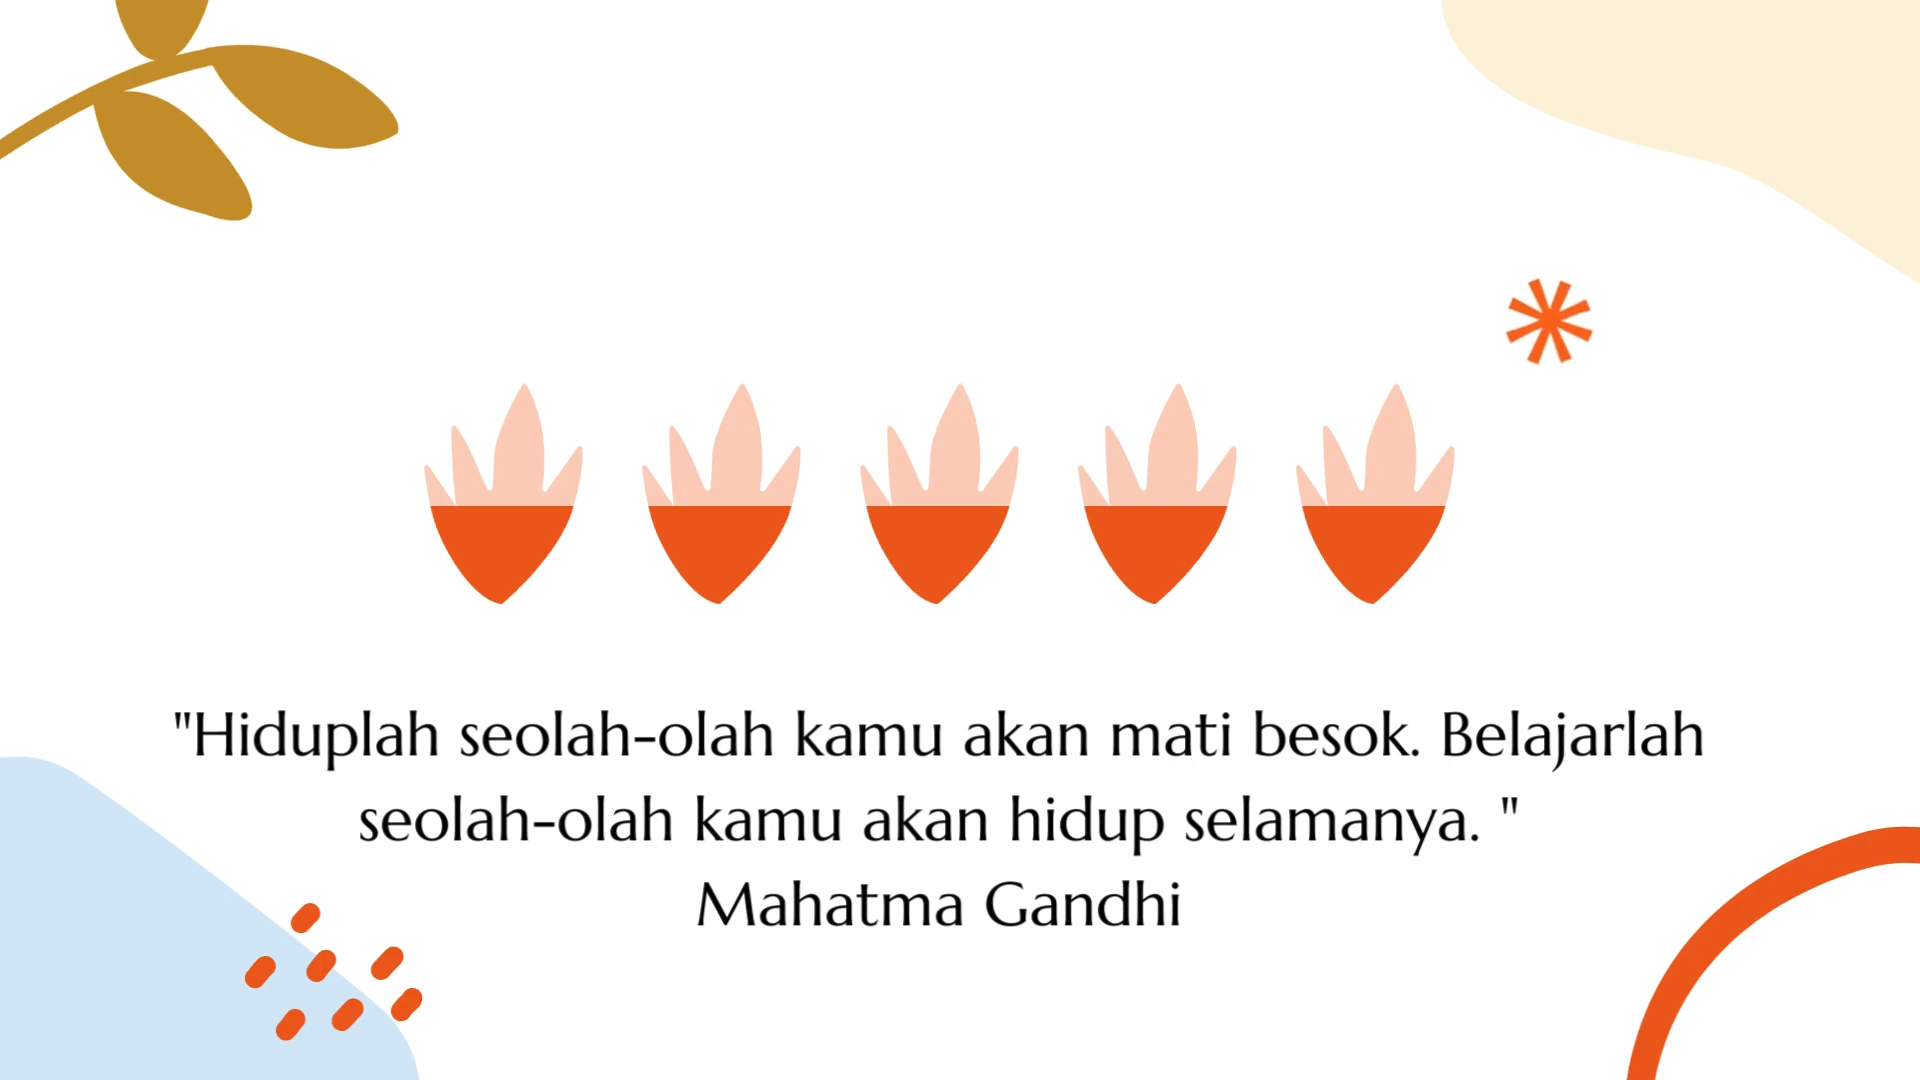 "Hiduplah seolah-olah kamu akan mati besok. Belajarlah
seolah-olah kamu akan hidup selamanya. "
Mahatma Gandhi